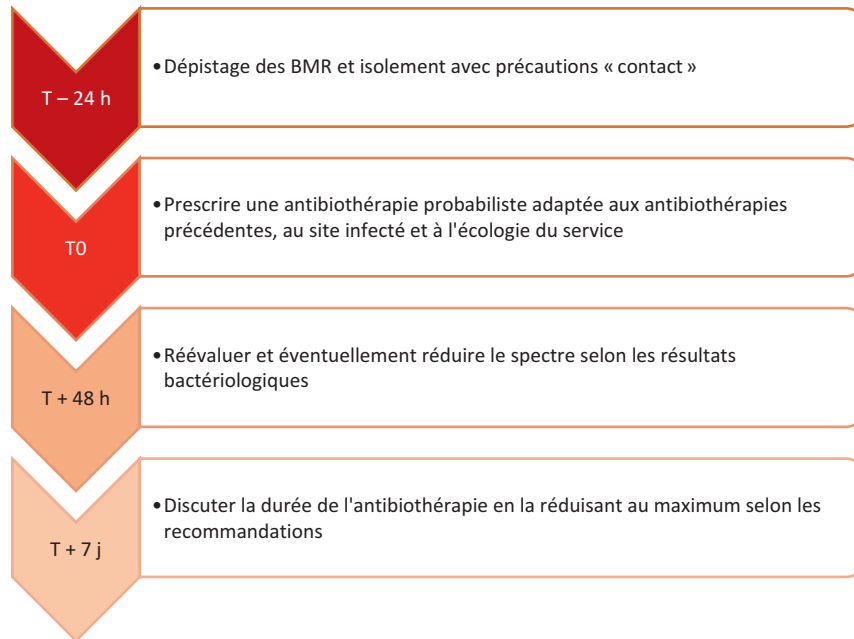 T – 24 h
•Dépistage des BMR et isolement avec précautions « contact »
T0
•Prescrire une antibiothérapie probabiliste adaptée aux antibiothérapies
précédentes, au site infecté et à l'écologie du service
T + 48 h
•Réévaluer et éventuellement réduire le spectre selon les résultats
bactériologiques
T + 7 j
•Discuter la durée de l'antibiothérapie en la réduisant au maximum selon les
recommandations